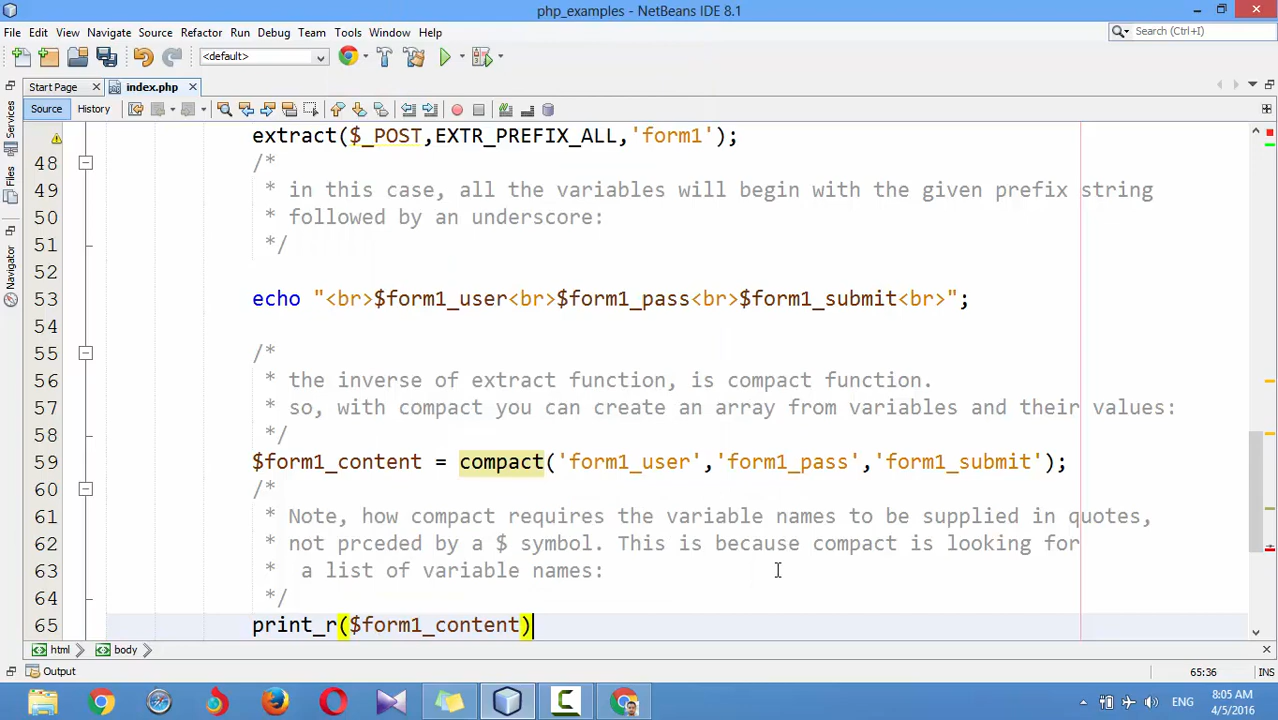 php_examples - NetBeans IDE 8.1
File Edit View Navigate Source Refactor Run Debug Team Tools Window Help
Search (Ctrl+I)
<default>
Start Page
index.php
Services
Files
Navigator
Source History
extract($_POST,EXTR_PREFIX_ALL,'form1');
48 /*
49 * in this case, all the variables will begin with the given prefix string
50 * followed by an underscore:
51 */
52
53 echo "<br>$form1_user<br>$form1_pass<br>$form1_submit<br>";
54
55 /*
56 * the inverse of extract function, is compact function.
57 * so, with compact you can create an array from variables and their values:
58 */
59 $form1_content = compact('form1_user','form1_pass','form1_submit');
60 /*
61 * Note, how compact requires the variable names to be supplied in quotes,
62 * not prceded by a $ symbol. This is because compact is looking for
63 * a list of variable names:
64 */
65 print_r($form1_content)
html body
Output
65:36
ENG
8:05 AM
4/5/2016